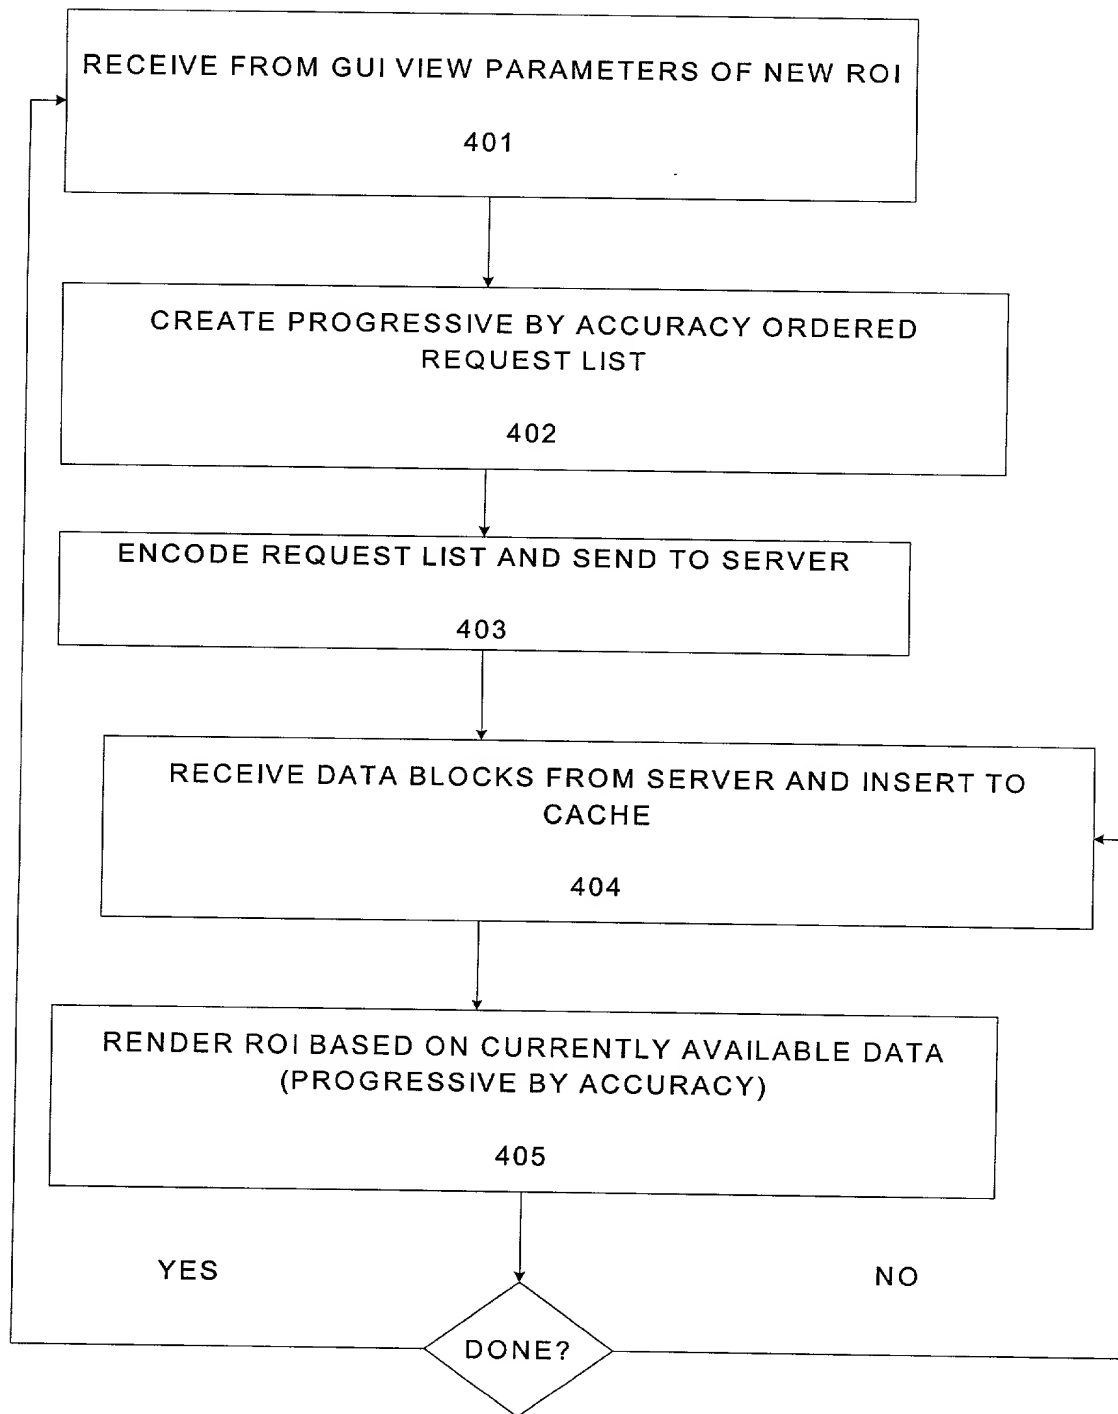 RECEIVE FROM GUI VIEW PARAMETERS OF NEW ROI
401
CREATE PROGRESSIVE BY ACCURACY ORDERED
REQUEST LIST
402
ENCODE REQUEST LIST AND SEND TO SERVER
403
RECEIVE DATA BLOCKS FROM SERVER AND INSERT TO
CACHE
404
RENDER ROI BASED ON CURRENTLY AVAILABLE DATA
(PROGRESSIVE BY ACCURACY)
405
YES
NO
DONE?